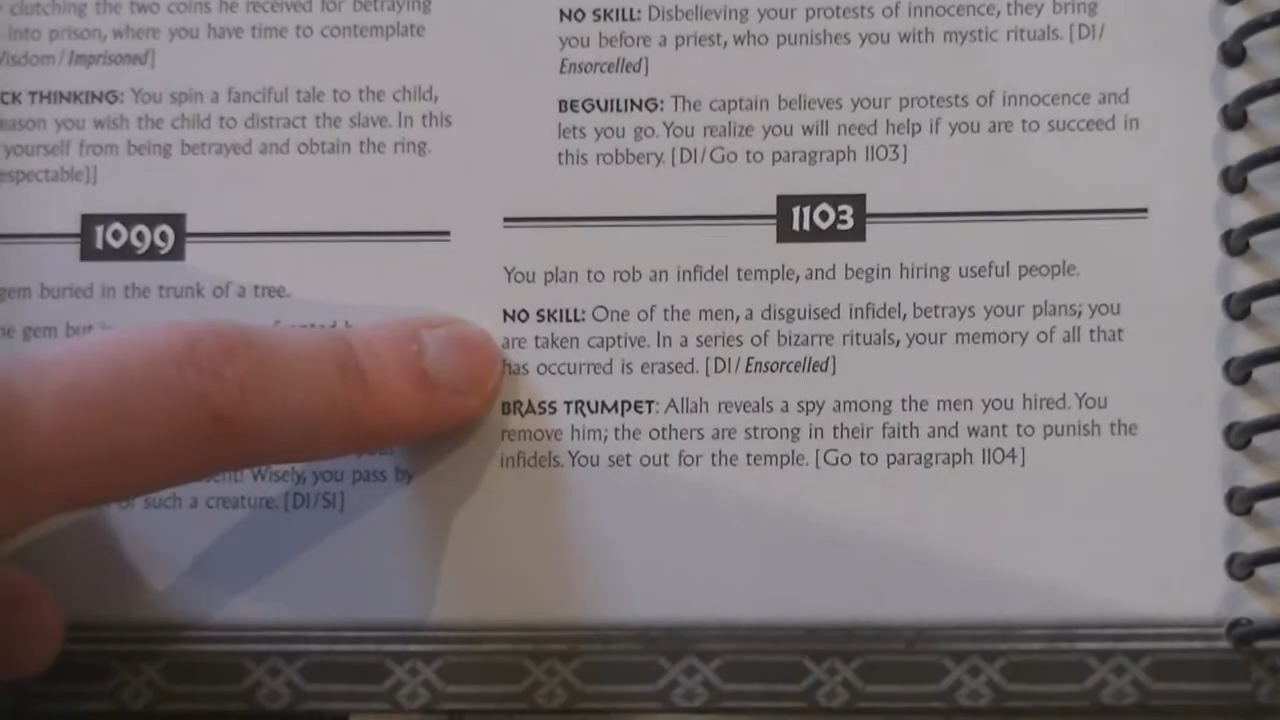 clutching the two coins he received for betraying
into prison, where you have time to contemplate
Wisdom/Imprisoned]
CK THINKING: You spin a fanciful tale to the child,
eason you wish the child to distract the slave. In this
yourself from being betrayed and obtain the ring.
espectable]]
1099
gem buried in the trunk of a tree.
he gem but
Wisely, you pass by
such a creature. [D1/S1]
NO SKILL: Disbelieving your protests of innocence, they bring
you before a priest, who punishes you with mystic rituals. [D1/
Ensorcelled]
BEGUILING: The captain believes your protests of innocence and
lets you go. You realize you will need help if you are to succeed in
this robbery. [D1/Go to paragraph 1103]
1103
You plan to rob an infidel temple, and begin hiring useful people.
NO SKILL: One of the men, a disguised infidel, betrays your plans; you
are taken captive. In a series of bizarre rituals, your memory of all that
has occurred is erased. [D1/Ensorcelled]
BRASS TRUMPET: Allah reveals a spy among the men you hired. You
remove him; the others are strong in their faith and want to punish the
infidels. You set out for the temple. [Go to paragraph 1104]